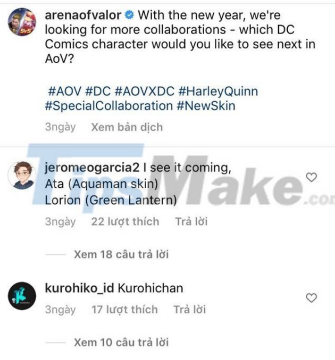 arenaofvalor With the new year, we're
looking for more collaborations - which DC
Comics character would you like to see next in
AoV?
#AOV #DC #AOVXDC #HarleyQuinn
#SpecialCollaboration #NewSkin
3ngày Xem bản dịch
jeromeogarcia2 I see it coming,
Ata (Aquaman skin)
Lorion (Green Lantern)
3ngày 22 lượt thích Trả lời
Xem 18 câu trả lời
TipsMake.com
kurohiko_id Kurohichan
3ngày 17 lượt thích Trả lời
Xem 10 câu trả lời